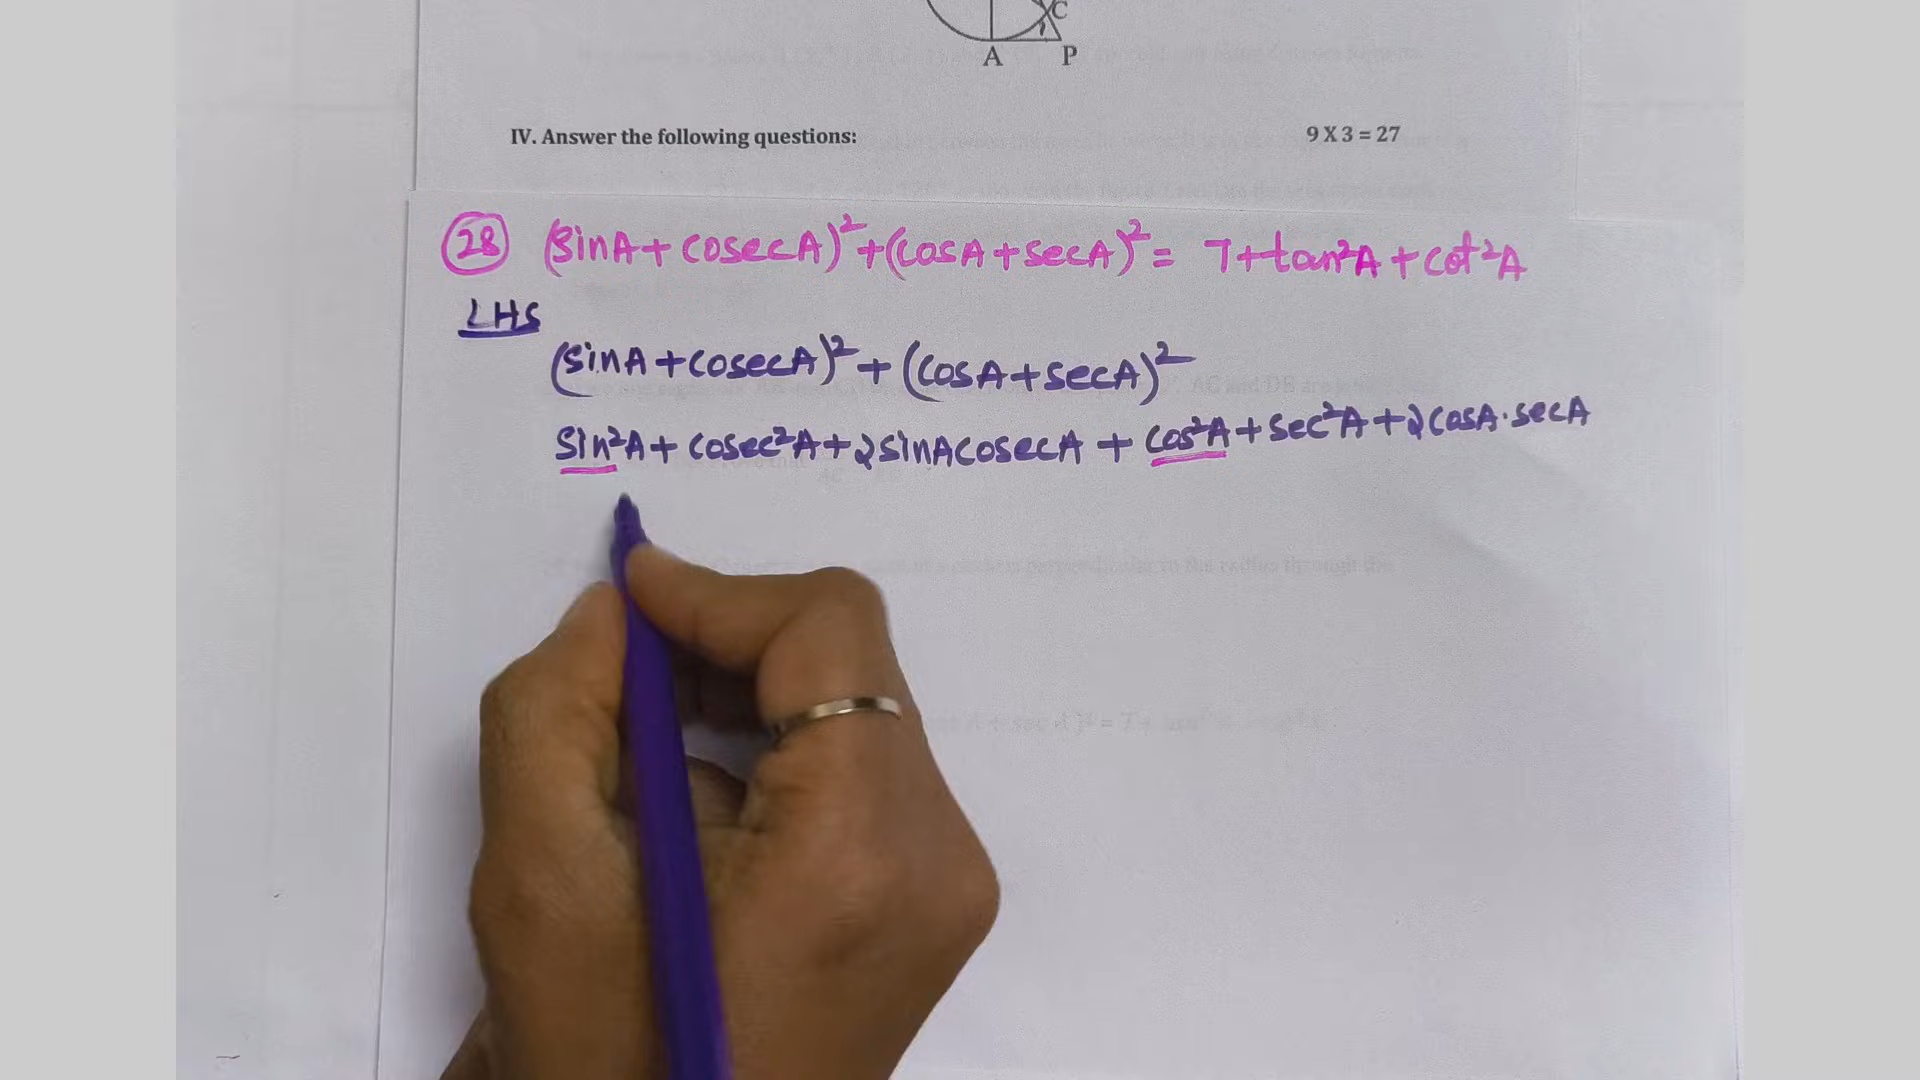 C
A P
IV. Answer the following questions: 9 X 3 = 27
28 (sinA + cosecA)² + (cosA + secA)² = 7 + tan²A + cot²A
LHS
(sinA + cosecA)² + (cosA + secA)²
sin²A + cosec²A + 2sinAcosecA + cos²A + sec²A + 2cosA·secA